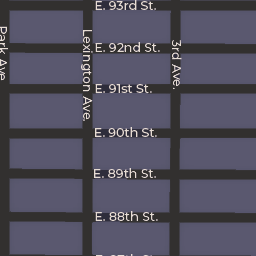 E. 93rd St.
E. 92nd St.
Park Ave
Lexington Ave.
3rd Ave.
E. 91st St.
E. 90th St.
E. 89th St.
E. 88th St.